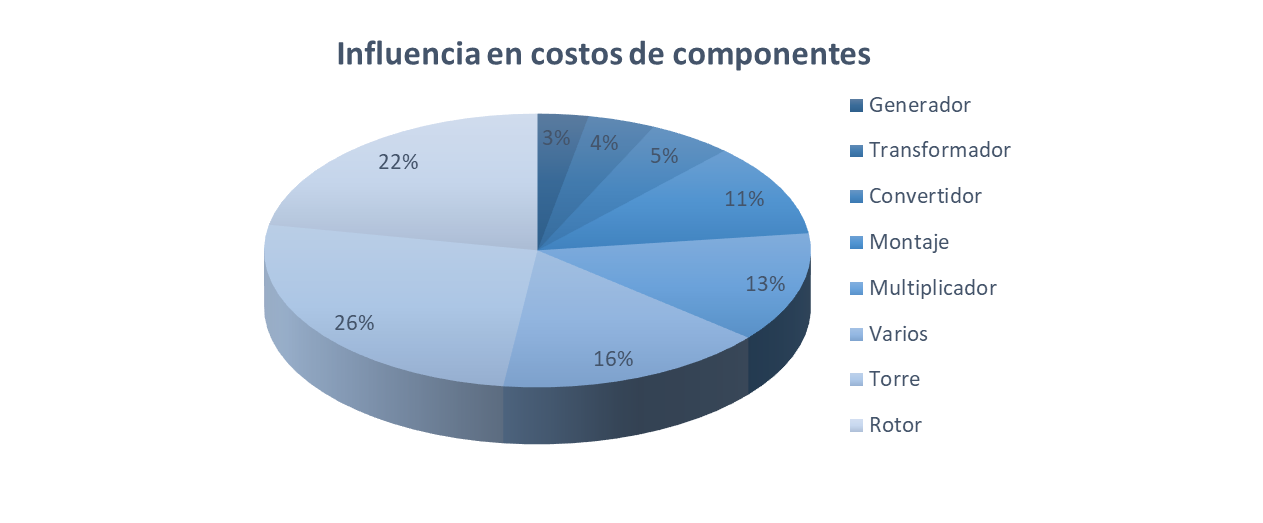 Influencia en costos de componentes
3%
4%
5%
11%
13%
16%
26%
22%
Generador
Transformador
Convertidor
Montaje
Multiplicador
Varios
Torre
Rotor